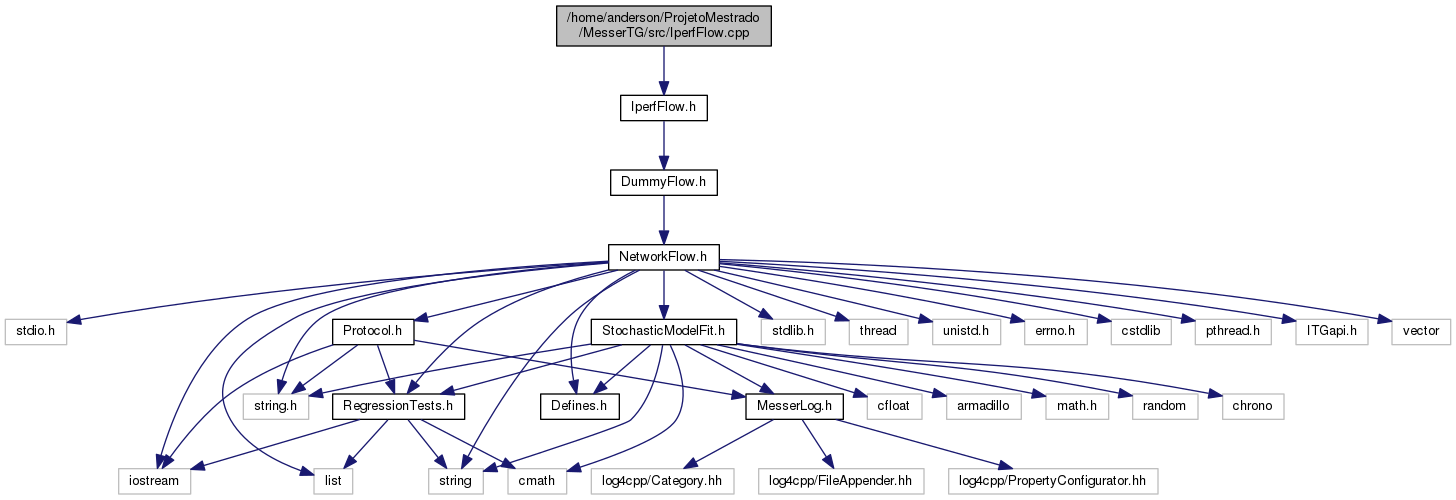 /home/anderson/ProjetoMestrado
/MesserTG/src/IperfFlow.cpp
IperfFlow.h
DummyFlow.h
NetworkFlow.h
stdio.h
Protocol.h
StochasticModelFit.h
stdlib.h
thread
unistd.h
errno.h
cstdlib
pthread.h
ITGapi.h
vector
string.h
RegressionTests.h
Defines.h
MesserLog.h
cfloat
armadillo
math.h
random
chrono
iostream
list
string
cmath
log4cpp/Category.hh
log4cpp/FileAppender.hh
log4cpp/PropertyConfigurator.hh